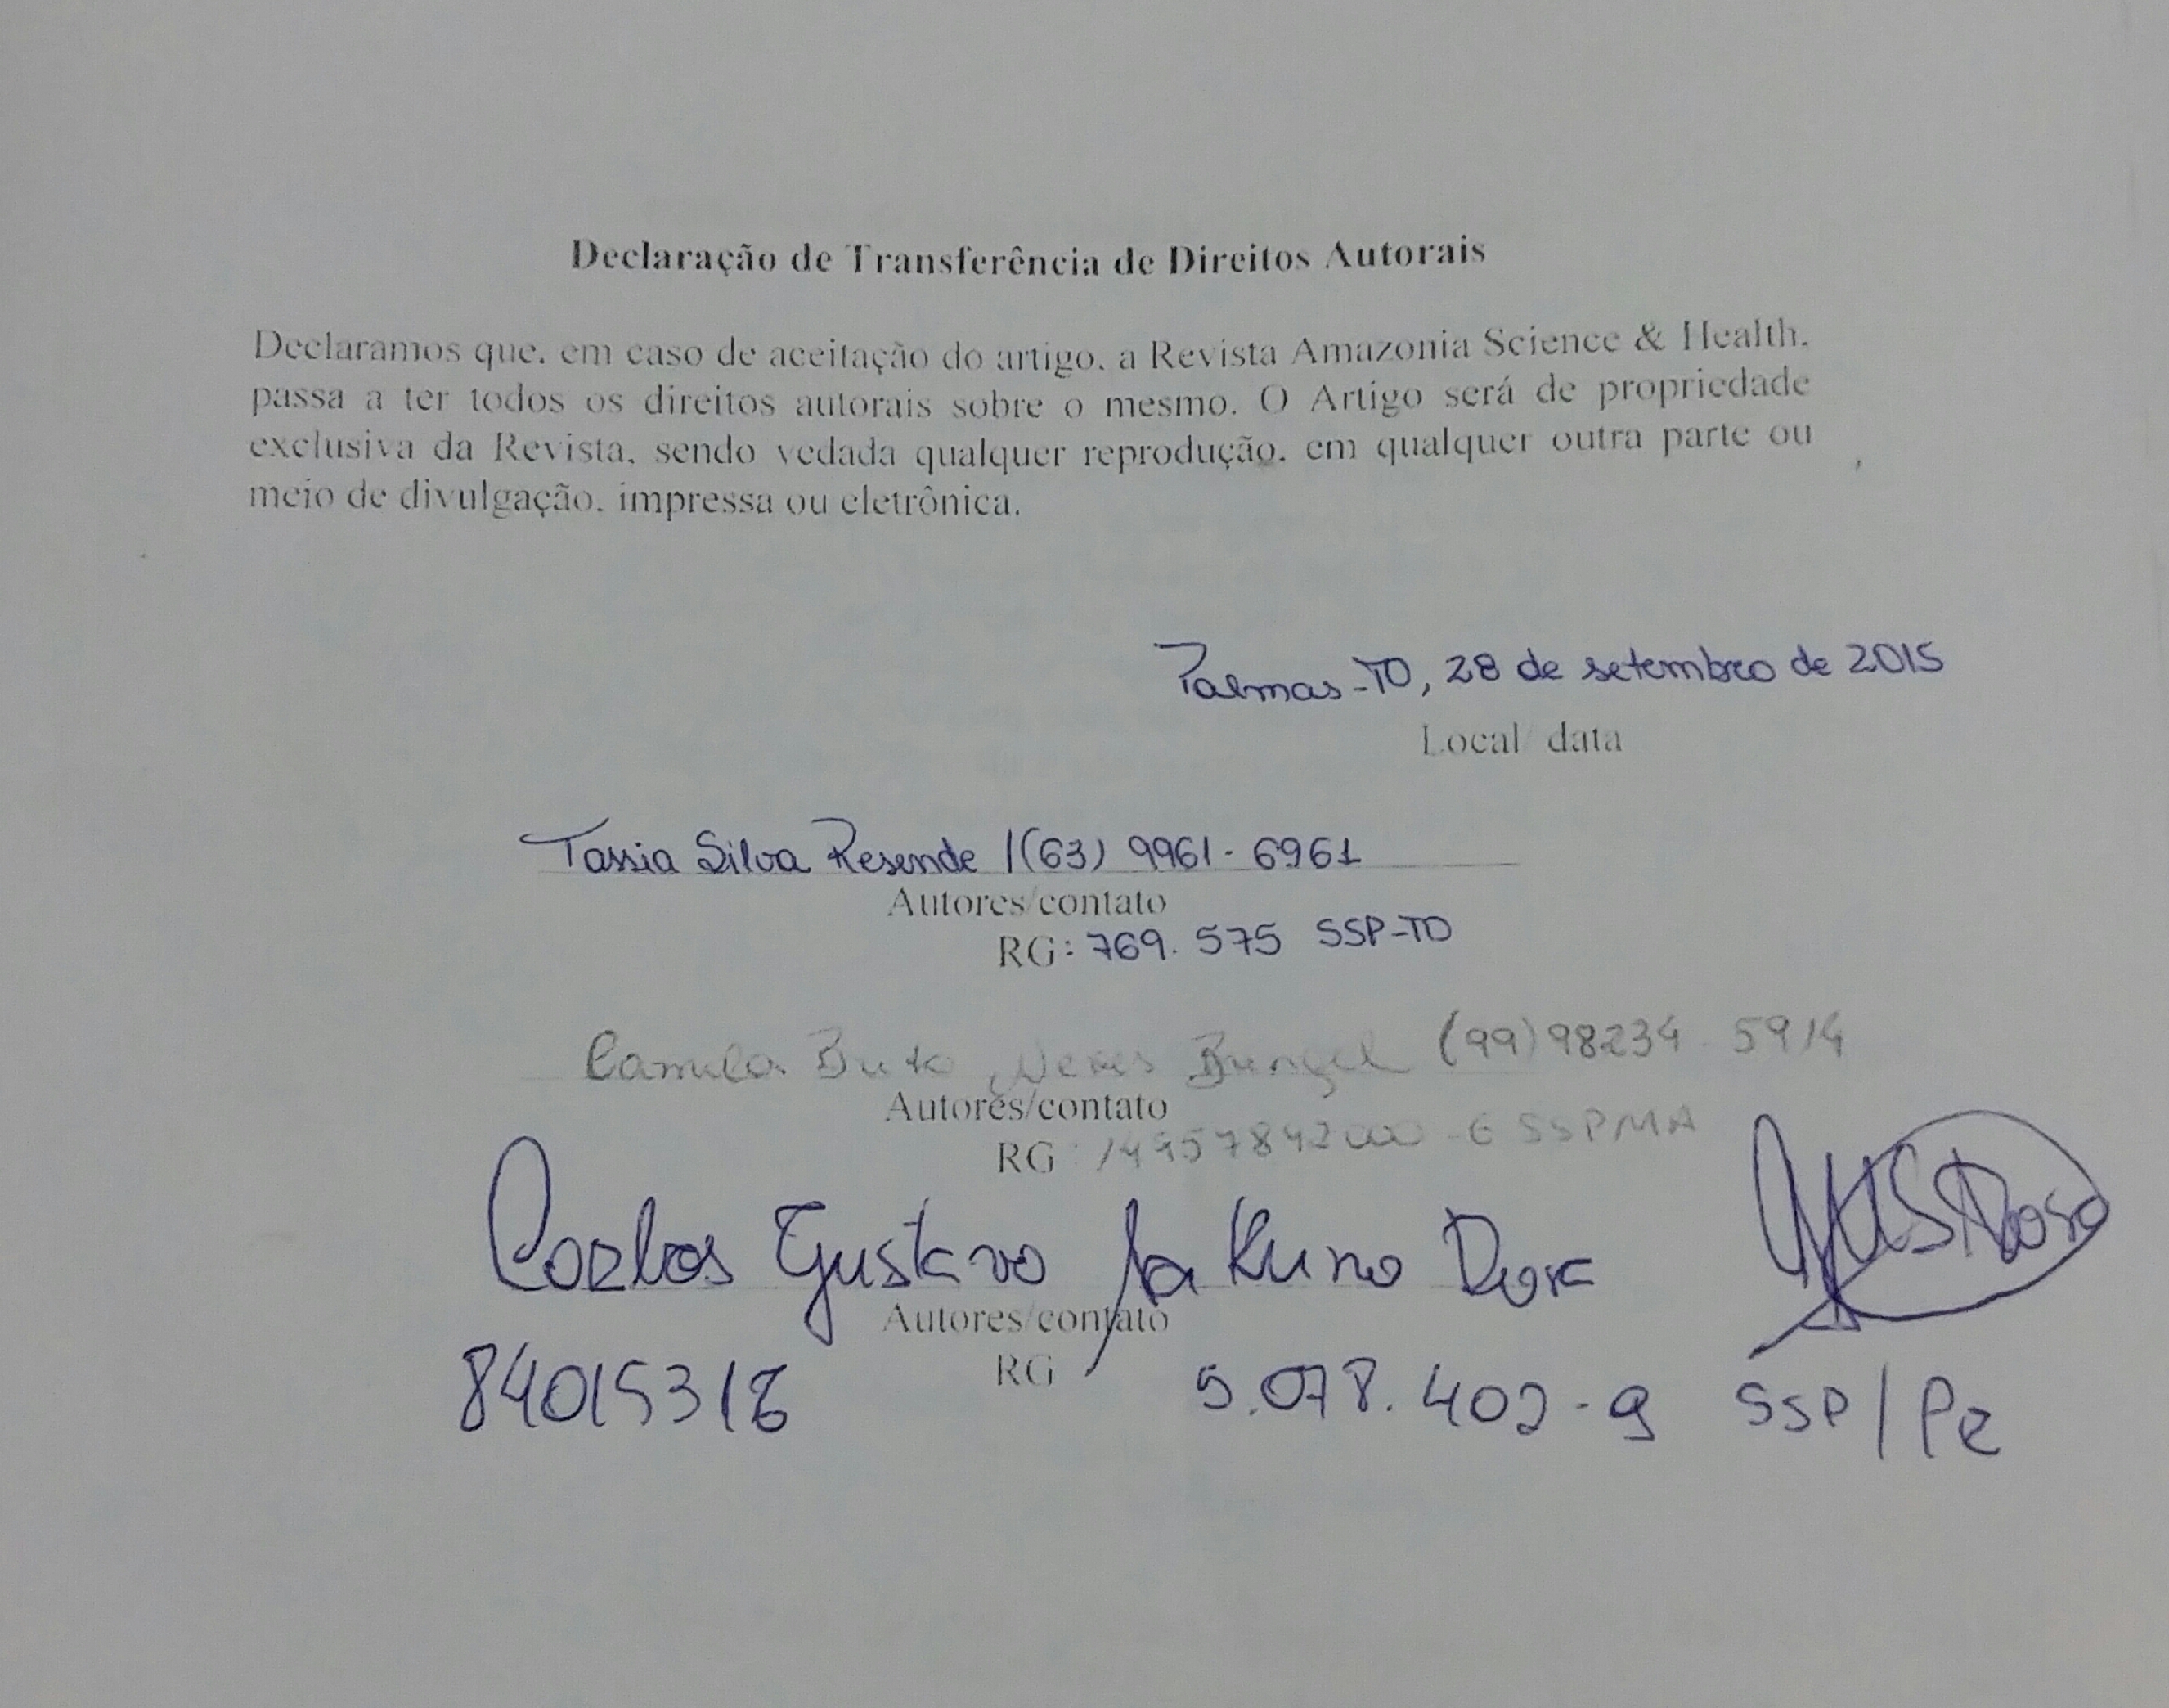 Declaração de Transferência de Direitos Autorais
Declaramos que, em caso de aceitação do artigo, a Revista Amazonia Science & Health,
passa a ter todos os direitos autorais sobre o mesmo. O Artigo será de propriedade
exclusiva da Revista, sendo vedada qualquer reprodução, em qualquer outra parte ou
meio de divulgação, impressa ou eletrônica.
Palmas-TO, 28 de setembro de 2015
Local/ data
Tassia Silva Resende /(63) 9961-6961
Autores/contato
RG: 769.575 SSP-TO
Camila (99)98234-5914
Autores/contato
RG: SSPMA
Carlos Gustavo Sakuno
Autores/contato
RG
84015318 5.078.402-9 SSP/PR